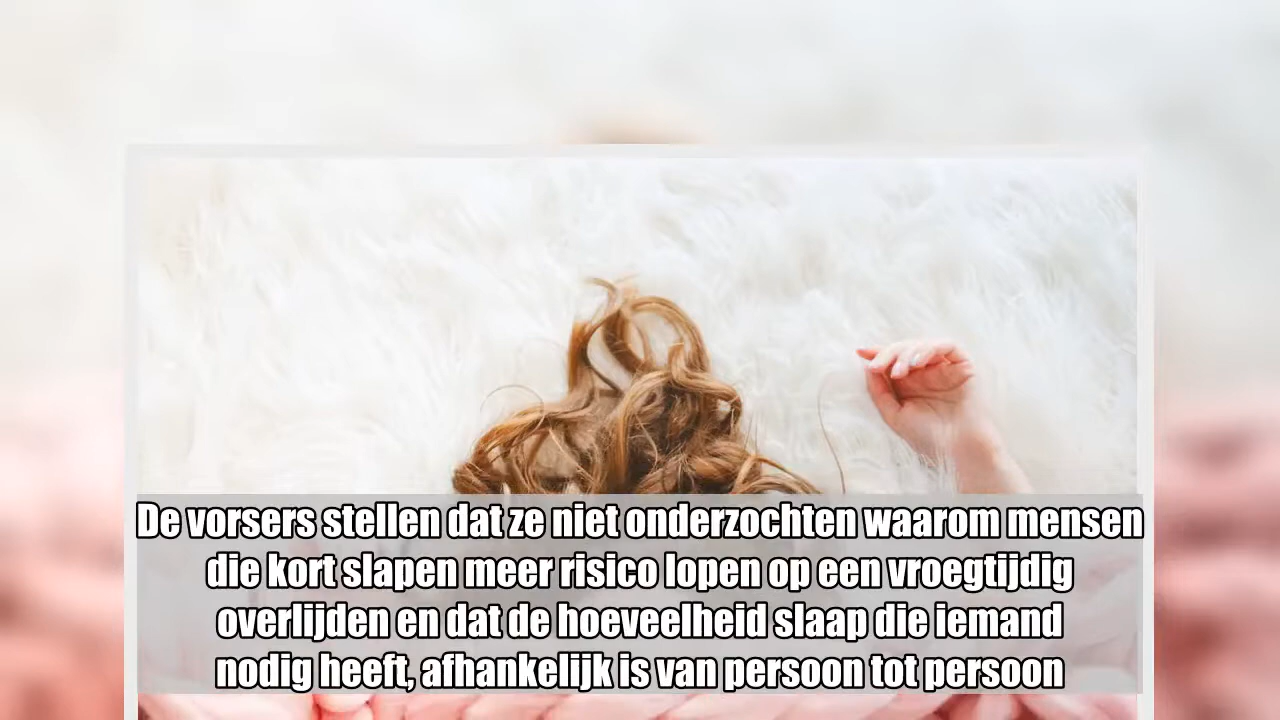 De vorsers stellen dat ze niet onderzochten waarom mensen
die kort slapen meer risico lopen op een vroegtijdig
overlijden en dat de hoeveelheid slaap die iemand
nodig heeft, afhankelijk is van persoon tot persoon